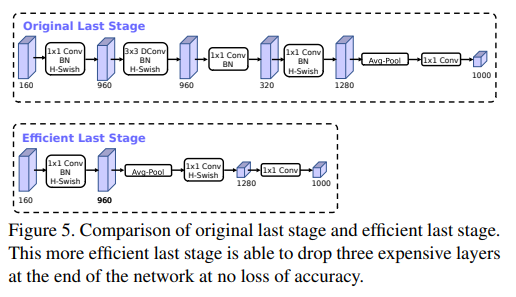 Original Last Stage
1x1 Conv
BN
H-Swish
3x3 DConv
BN
H-Swish
1x1 Conv
BN
1x1 Conv
BN
H-Swish
Avg-Pool
1x1 Conv
160
960
960
320
1280
1000
Efficient Last Stage
1x1 Conv
BN
H-Swish
Avg-Pool
1x1 Conv
H-Swish
1x1 Conv
160
960
1280
1000
Figure 5. Comparison of original last stage and efficient last stage.
This more efficient last stage is able to drop three expensive layers
at the end of the network at no loss of accuracy.